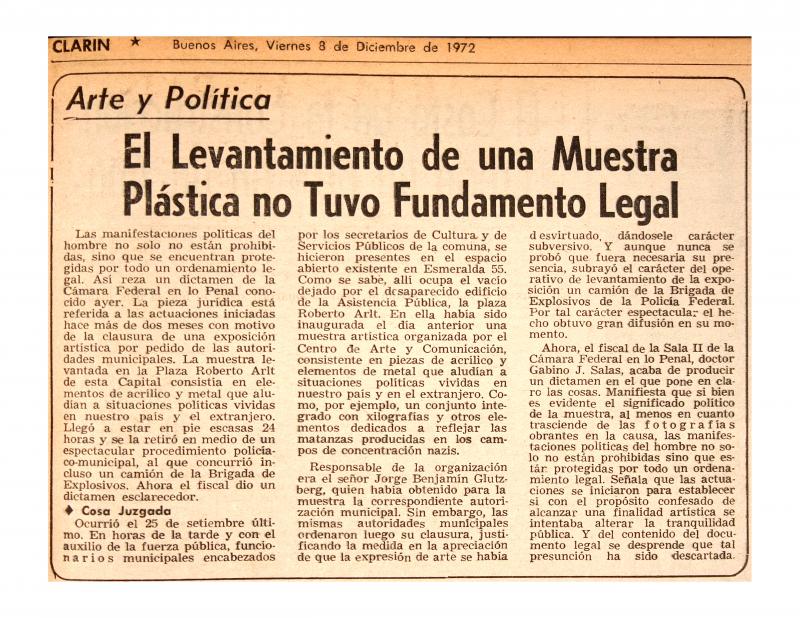 CLARIN ★ Buenos Aires, Viernes 8 de Diciembre de 1972
Arte y Política
El Levantamiento de una Muestra
Plástica no Tuvo Fundamento Legal
Las manifestaciones políticas del
hombre no solo no están prohibi-
das, sino que se encuentran prote-
gidas por todo un ordenamiento le-
gal. Así reza un dictamen de la
Cámara Federal en lo Penal cono-
cido ayer. La pieza jurídica está
referida a las actuaciones iniciadas
hace más de dos meses con motivo
de la clausura de una exposición
artística por pedido de las autori-
dades municipales. La muestra le-
vantada en la Plaza Roberto Arlt
de esta Capital consistía en ele-
mentos de acrílico y metal que alu-
dían a situaciones políticas vividas
en nuestro país y el extranjero.
Llegó a estar en pie escasas 24
horas y se la retiró en medio de un
espectacular procedimiento policía-
co-municipal, al que concurrió in-
cluso un camión de la Brigada de
Explosivos. Ahora el fiscal dio un
dictamen esclarecedor.
♦ Cosa Juzgada
Ocurrió el 25 de setiembre últi-
mo. En horas de la tarde y con el
auxilio de la fuerza pública, funcio-
narios municipales encabezados
por los secretarios de Cultura y de
Servicios Públicos de la comuna, se
hicieron presentes en el espacio
abierto existente en Esmeralda 55.
Como se sabe, allí ocupa el vacío
dejado por el desaparecido edificio
de la Asistencia Pública, la plaza
Roberto Arlt. En ella había sido
inaugurada el día anterior una
muestra artística organizada por el
Centro de Arte y Comunicación,
consistente en piezas de acrílico y
elementos de metal que aludían a
situaciones políticas vividas en
nuestro país y en el extranjero. Co-
mo, por ejemplo, un conjunto
integrado con xilografías y otros ele-
mentos dedicados a reflejar las
matanzas producidas en los cam-
pos de concentración nazis.
Responsable de la organización
era el señor Jorge Benjamín Glutz-
berg, quien había obtenido para la
muestra la correspondiente autori-
zación municipal. Sin embargo, las
mismas autoridades municipales
ordenaron luego su clausura, justi-
ficando la medida en la apreciación
de que la expresión de arte se había
desvirtuado, dándosele carácter
subversivo. Y aunque nunca se
probó que fuera necesaria su pre-
sencia, subrayó el carácter del ope-
rativo de levantamiento de la expo-
sición un camión de la Brigada de
Explosivos de la Policía Federal.
Por tal carácter espectacular el he-
cho obtuvo gran difusión en su mo-
mento.
Ahora, el fiscal de la Sala II de la
Cámara Federal en lo Penal, doctor
Gabino J. Salas, acaba de producir
un dictamen en el que pone en cla-
ro las cosas. Manifiesta que si bien
es evidente el significado político
de la muestra, al menos en cuanto
trasciende de las fotografías
obrantes en la causa, las manifes-
taciones políticas del hombre no so-
lo no están prohibidas sino que es-
tán protegidas por todo un ordena-
miento legal. Señala que las actua-
ciones se iniciaron para establecer
si con el propósito confesado de
alcanzar una finalidad artística se
intentaba alterar la tranquilidad
pública. Y del contenido del docu-
mento legal se desprende que tal
presunción ha sido descartada.